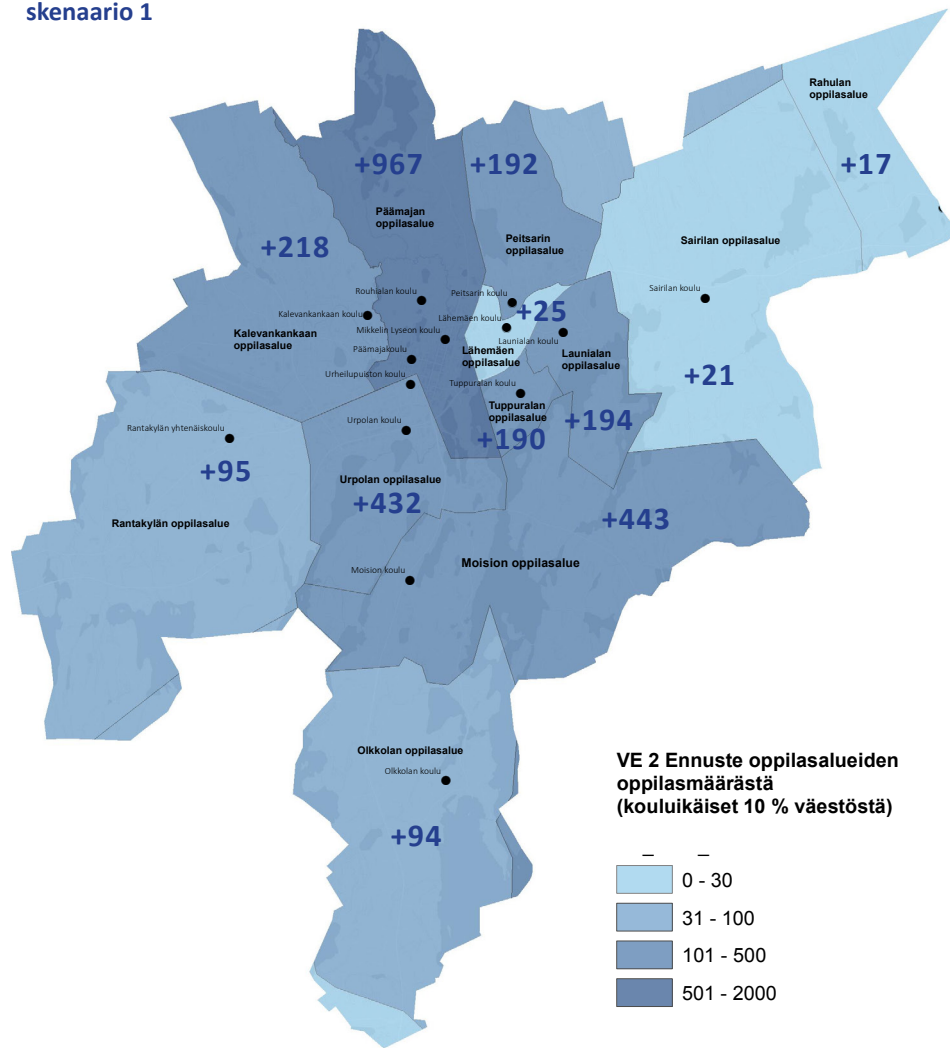 skenaario 1
Rahulan
oppilasalue
+17
+967
+192
Päämajan
oppilasalue
Peitsarin
oppilasalue
Sairilan oppilasalue
+218
Rouhialan koulu
Peitsarin koulu
Sairilan koulu
Kalevankankaan koulu
Lähemäen koulu
+25
Kalevankankaan
oppilasalue
Mikkelin Lyseon koulu
Launialan koulu
Lähemäen
oppilasalue
Launialan
oppilasalue
Päämajakoulu
+21
Urheilupuiston koulu
Tuppuralan koulu
Tuppuralan
oppilasalue
Rantakylän yhtenäiskoulu
Urpolan koulu
+194
+190
+95
Urpolan oppilasalue
+432
Rantakylän oppilasalue
+443
Moision koulu
Moision oppilasalue
Olkkolan oppilasalue
Olkkolan koulu
+94
VE 2 Ennuste oppilasalueiden
oppilasmäärästä
(kouluikäiset 10 % väestöstä)
_ _
0 - 30
31 - 100
101 - 500
501 - 2000